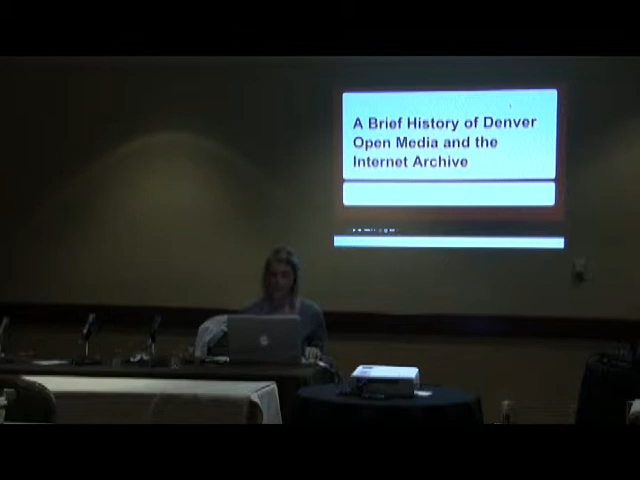 A Brief History of Denver
Open Media and the
Internet Archive